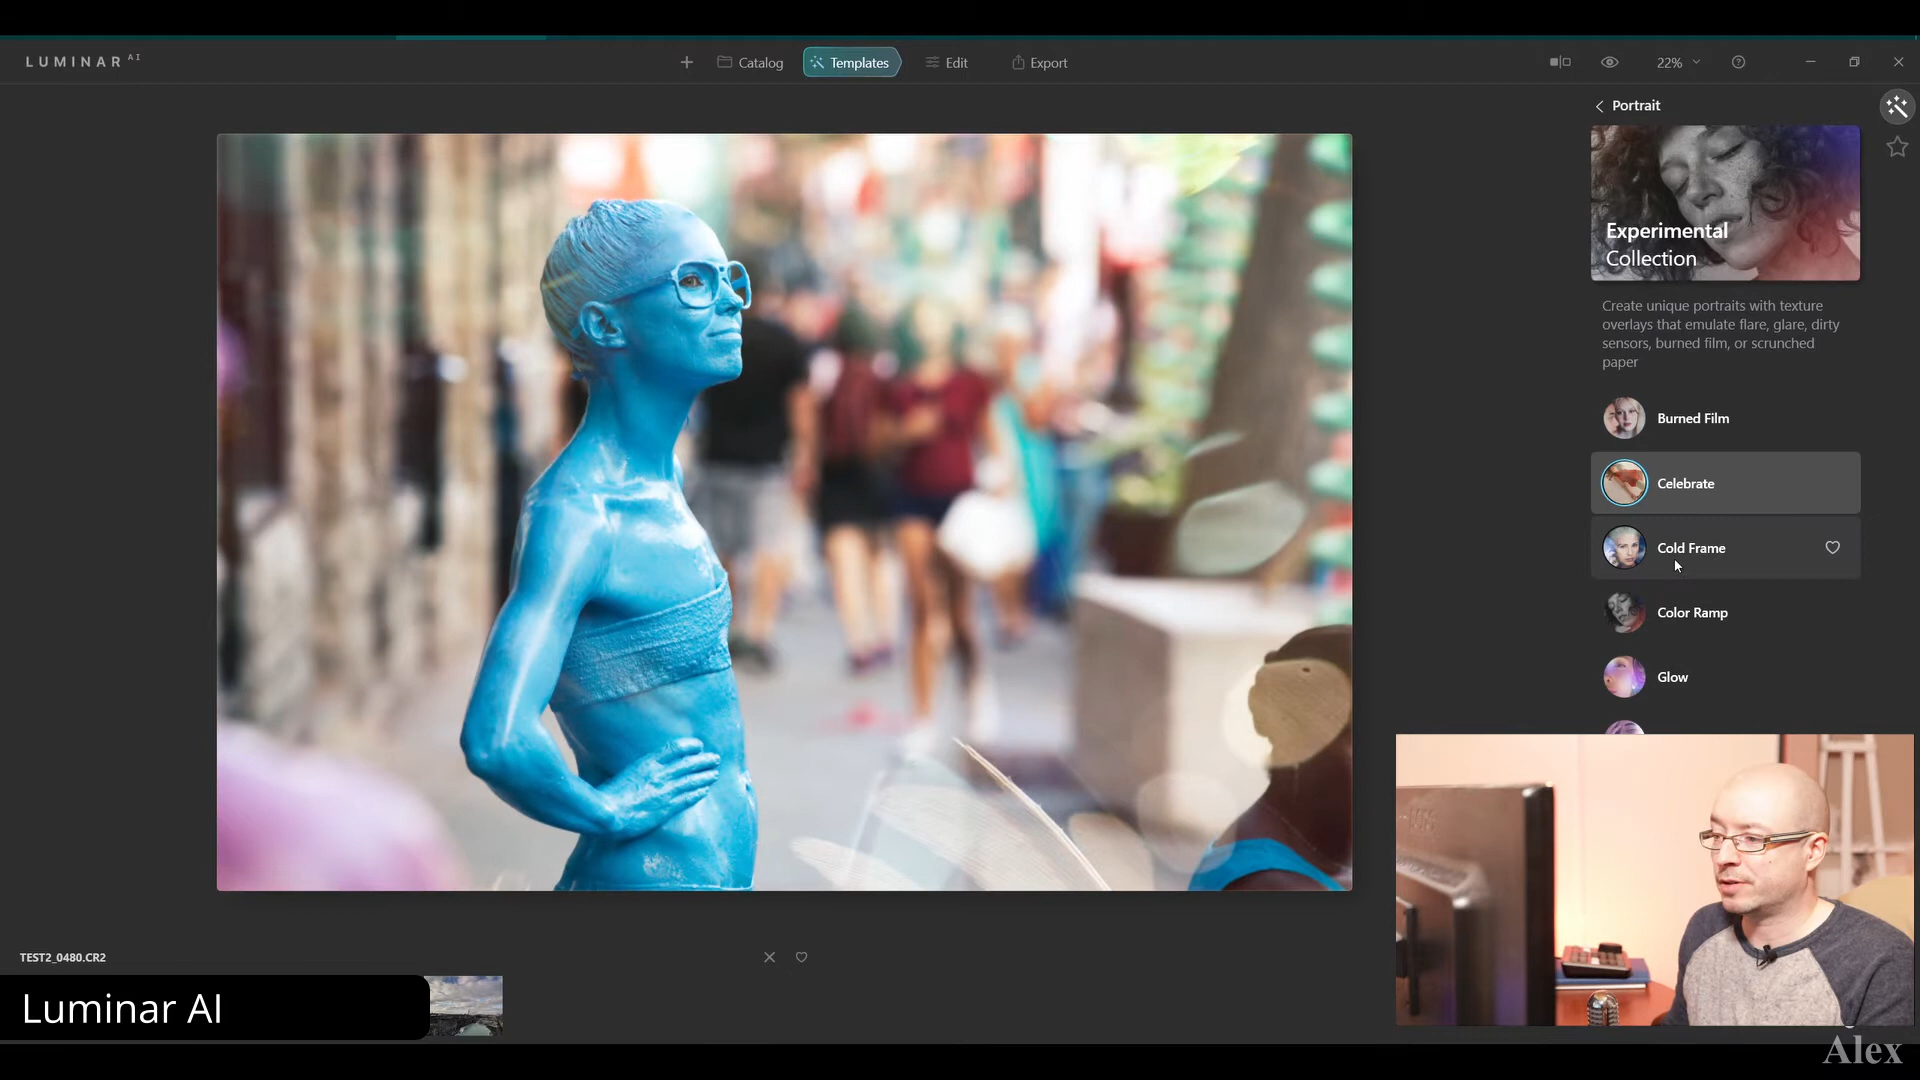 LUMINAR AI
Catalog
Templates
Edit
Export
22%
Portrait
Experimental
Collection
Create unique portraits with texture
overlays that emulate flare, glare, dirty
sensors, burned film, or scrunched
paper
Burned Film
Celebrate
Cold Frame
Color Ramp
Glow
TEST2_0480.CR2
Luminar AI
Alex